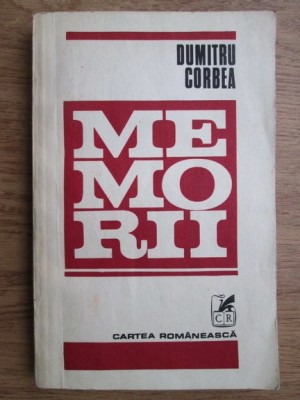 DUMITRU
CORBEA
ME
MO
RII
CR
CARTEA ROMÂNEASCĂ